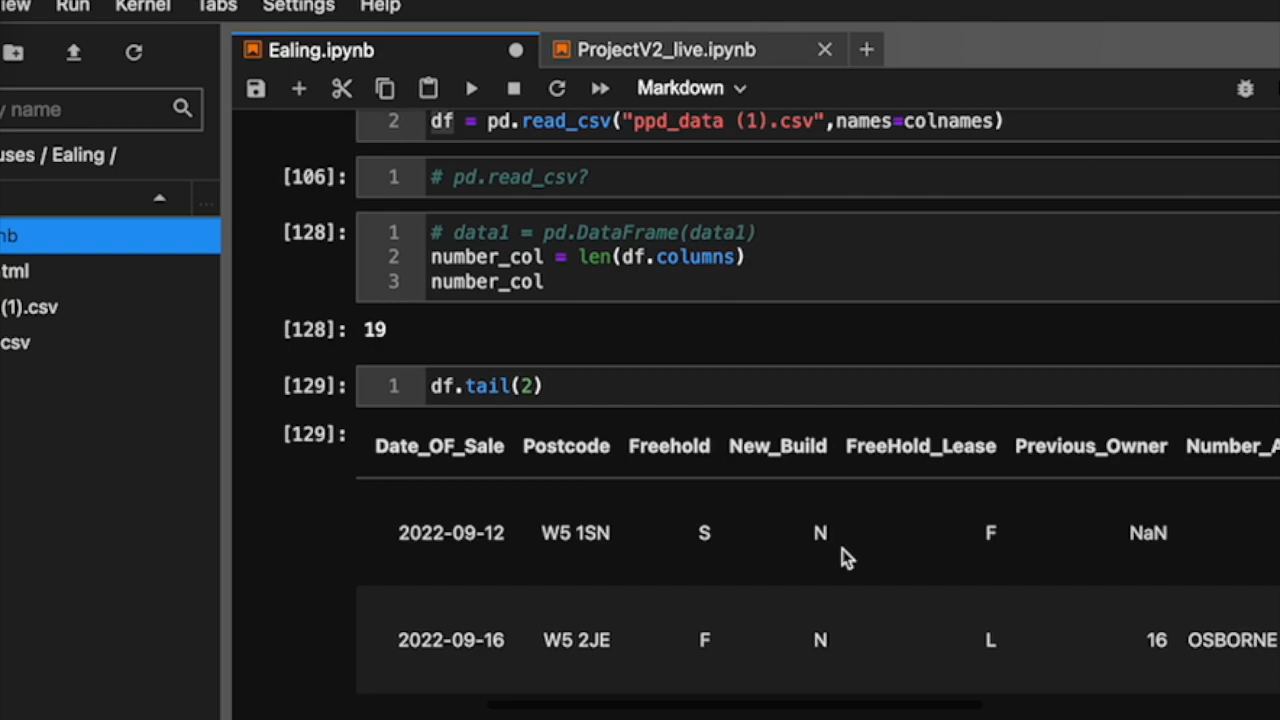 iew Run Kernel Tabs Settings Help
Ealing.ipynb ProjectV2_live.ipynb
Markdown
y name
uses / Ealing /
nb
tml
(1).csv
csv
2 df = pd.read_csv("ppd_data (1).csv",names=colnames)
[106]: 1 # pd.read_csv?
[128]: 1 # data1 = pd.DataFrame(data1)
2 number_col = len(df.columns)
3 number_col
[128]: 19
[129]: 1 df.tail(2)
[129]:
Date_OF_Sale Postcode Freehold New_Build FreeHold_Lease Previous_Owner Number_A
2022-09-12 W5 1SN S N F NaN
2022-09-16 W5 2JE F N L 16 OSBORNE